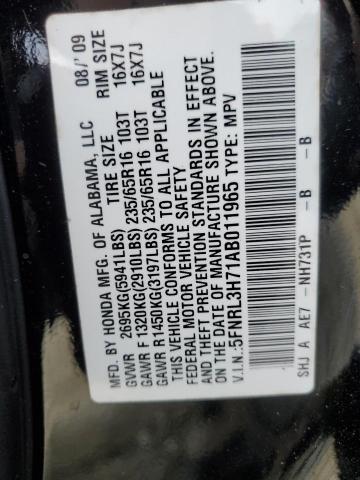 MFD. BY HONDA MFG. OF ALABAMA, LLC 08/'09
TIRE SIZE RIM SIZE
GVWR 2695KG(5941LBS)
GAWR F 1320KG(2910LBS) 235/65R16 103T 16X7J
GAWR R1450KG(3197LBS) 235/65R16 103T 16X7J
THIS VEHICLE CONFORMS TO ALL APPLICABLE
FEDERAL MOTOR VEHICLE SAFETY
AND THEFT PREVENTION STANDARDS IN EFFECT
ON THE DATE OF MANUFACTURE SHOWN ABOVE.
V.I.N.:5FNRL3H71AB011965 TYPE: MPV
SHJ A AE7 - NH731P - B - B